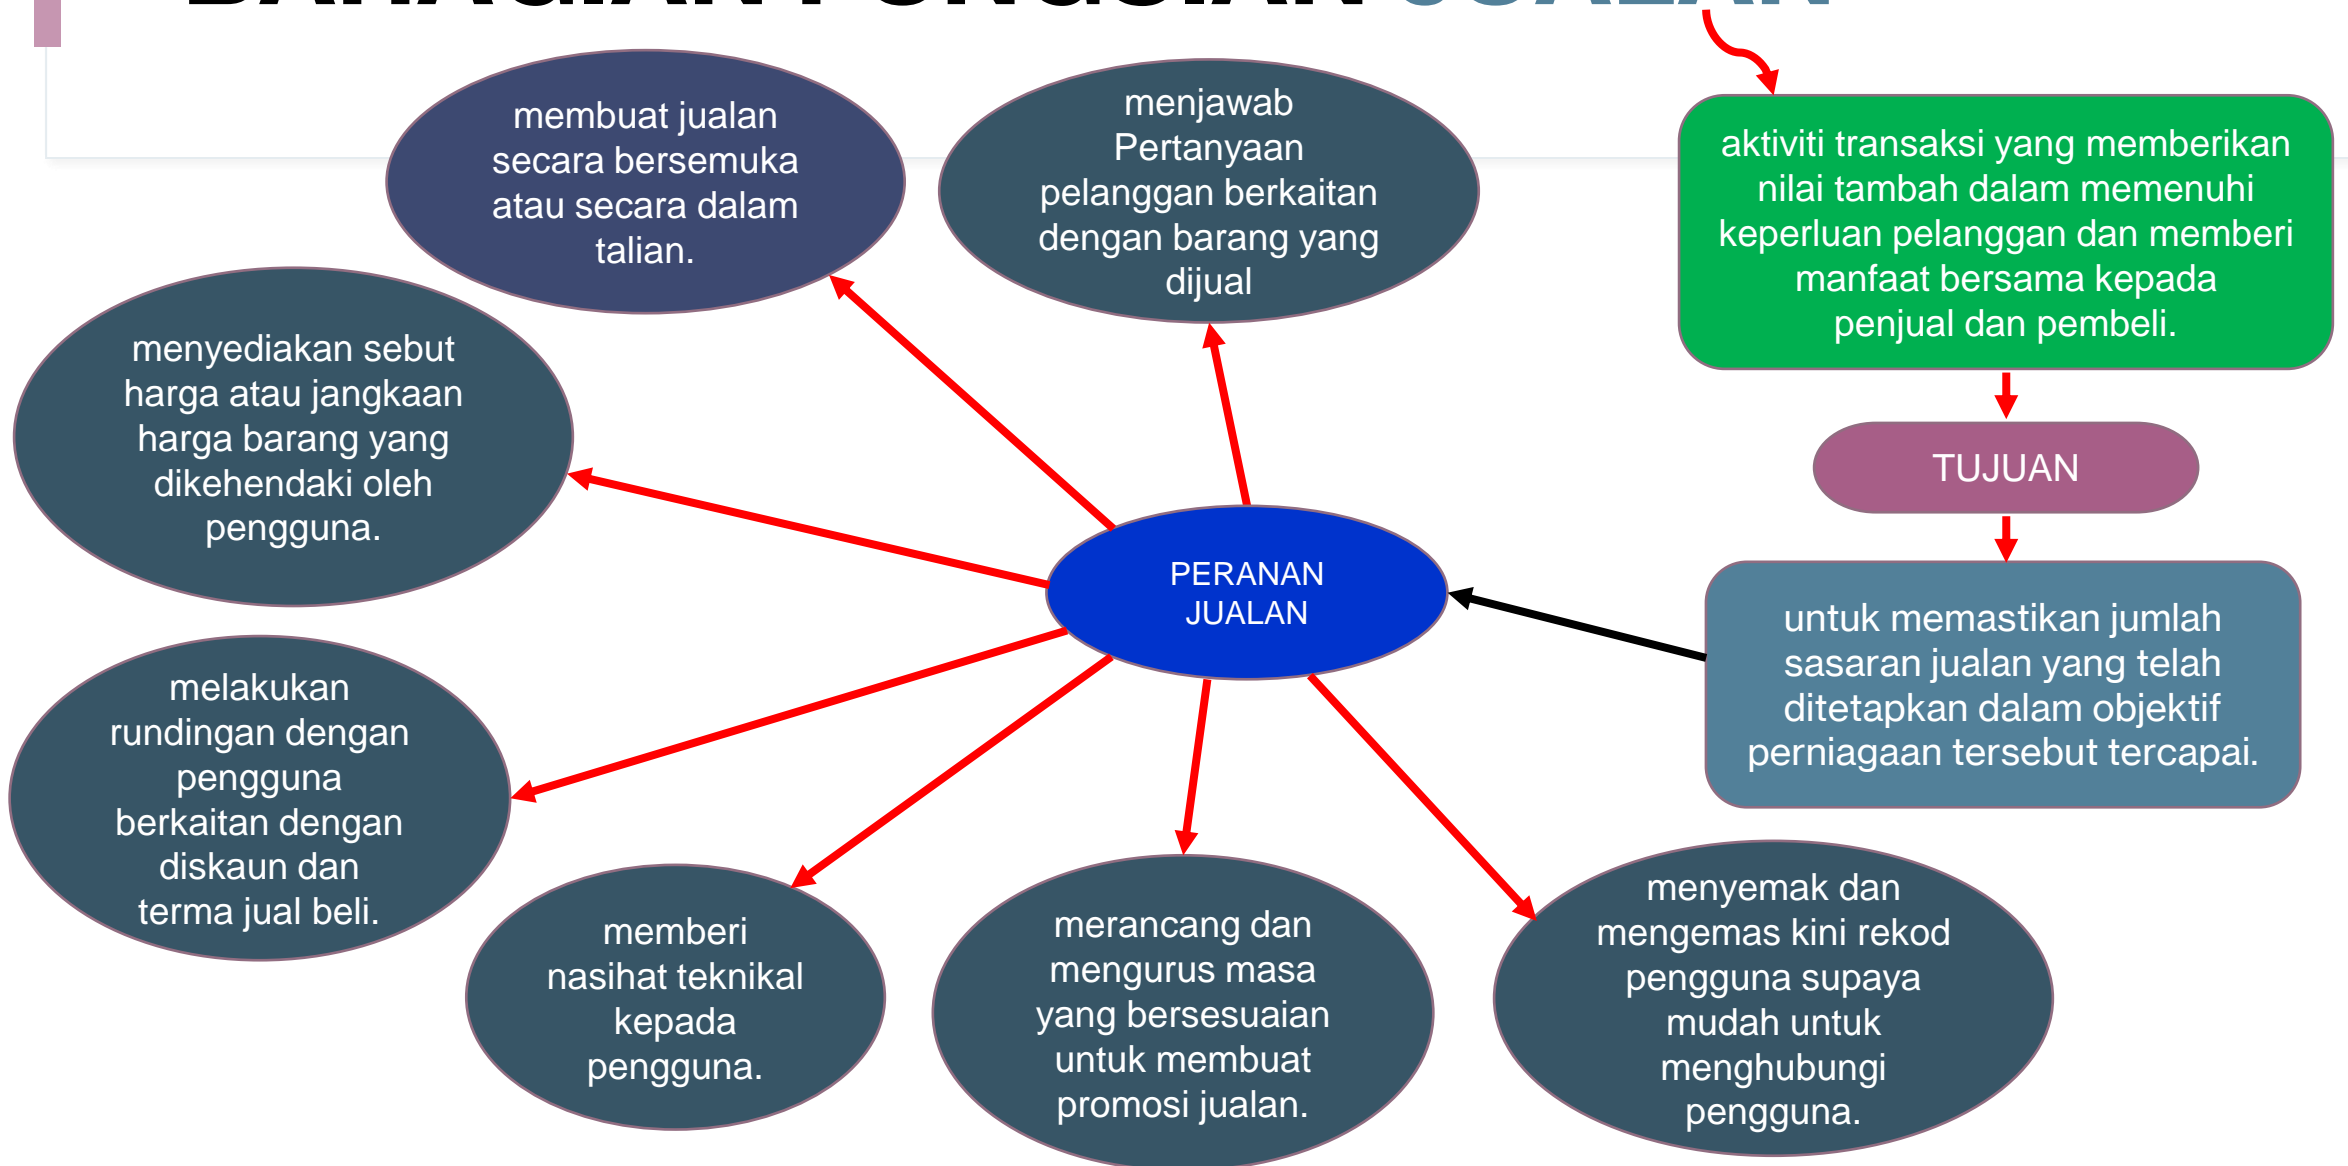 BAHAGIAN FUNGSIAN JUALAN
membuat jualan
secara bersemuka
atau secara dalam
talian.
menjawab
Pertanyaan
pelanggan berkaitan
dengan barang yang
dijual
aktiviti transaksi yang memberikan
nilai tambah dalam memenuhi
keperluan pelanggan dan memberi
manfaat bersama kepada
penjual dan pembeli.
menyediakan sebut
harga atau jangkaan
harga barang yang
dikehendaki oleh
pengguna.
TUJUAN
PERANAN
JUALAN
untuk memastikan jumlah
sasaran jualan yang telah
ditetapkan dalam objektif
perniagaan tersebut tercapai.
melakukan
rundingan dengan
pengguna
berkaitan dengan
diskaun dan
terma jual beli.
memberi
nasihat teknikal
kepada
pengguna.
merancang dan
mengurus masa
yang bersesuaian
untuk membuat
promosi jualan.
menyemak dan
mengemas kini rekod
pengguna supaya
mudah untuk
menghubungi
pengguna.